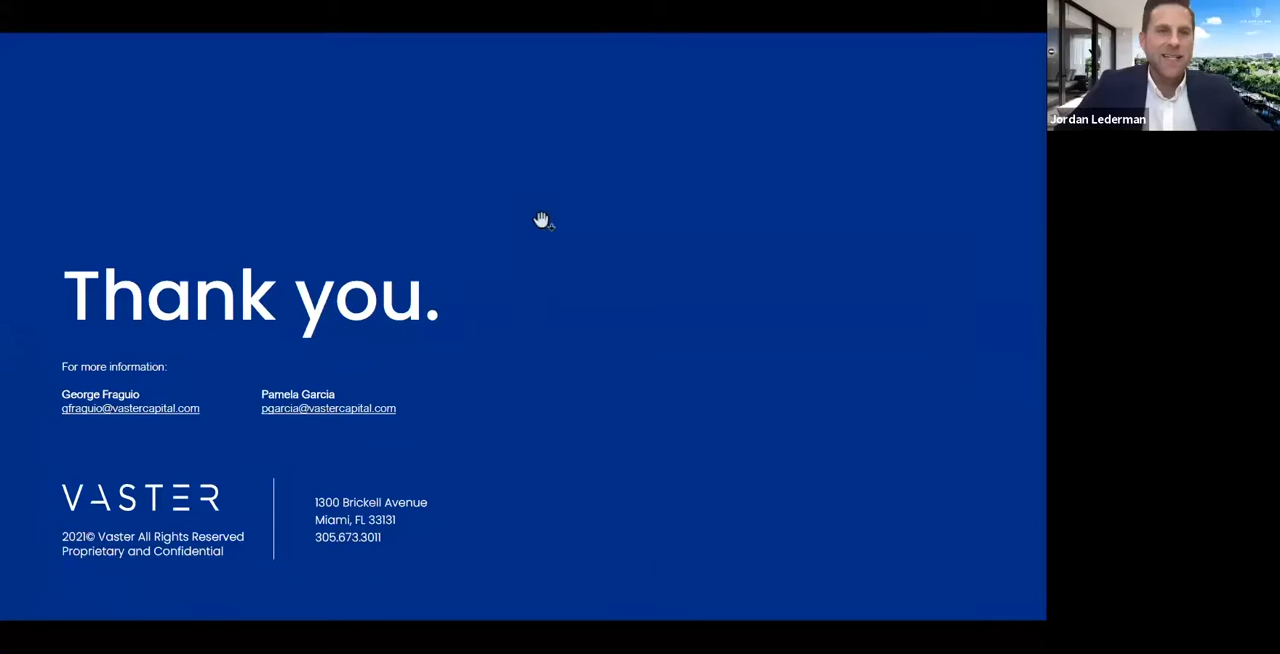 Jordan Lederman
Thank you.
For more information:
George Fraguio
gfraguio@vastercapital.com
Pamela Garcia
pgarcia@vastercapital.com
VASTER
2021© Vaster All Rights Reserved
Proprietary and Confidential
1300 Brickell Avenue
Miami, FL 33131
305.673.3011